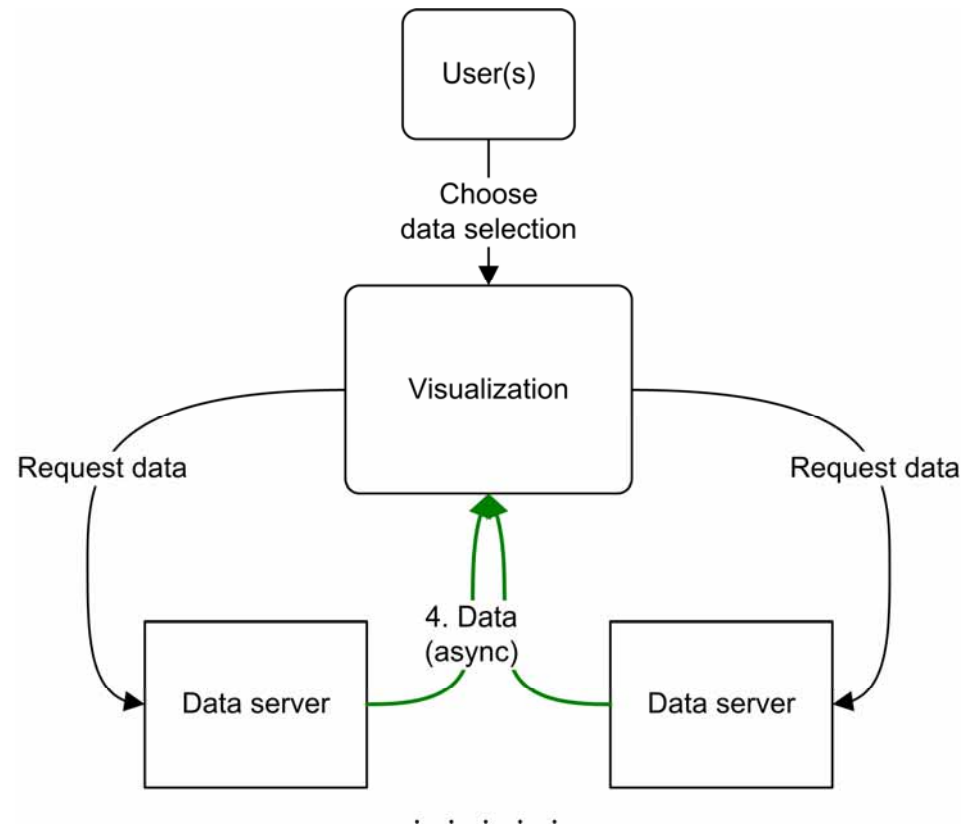 User(s)
Choose
data selection
Visualization
Request data
Request data
4. Data
(async)
Data server
Data server
. . . . .